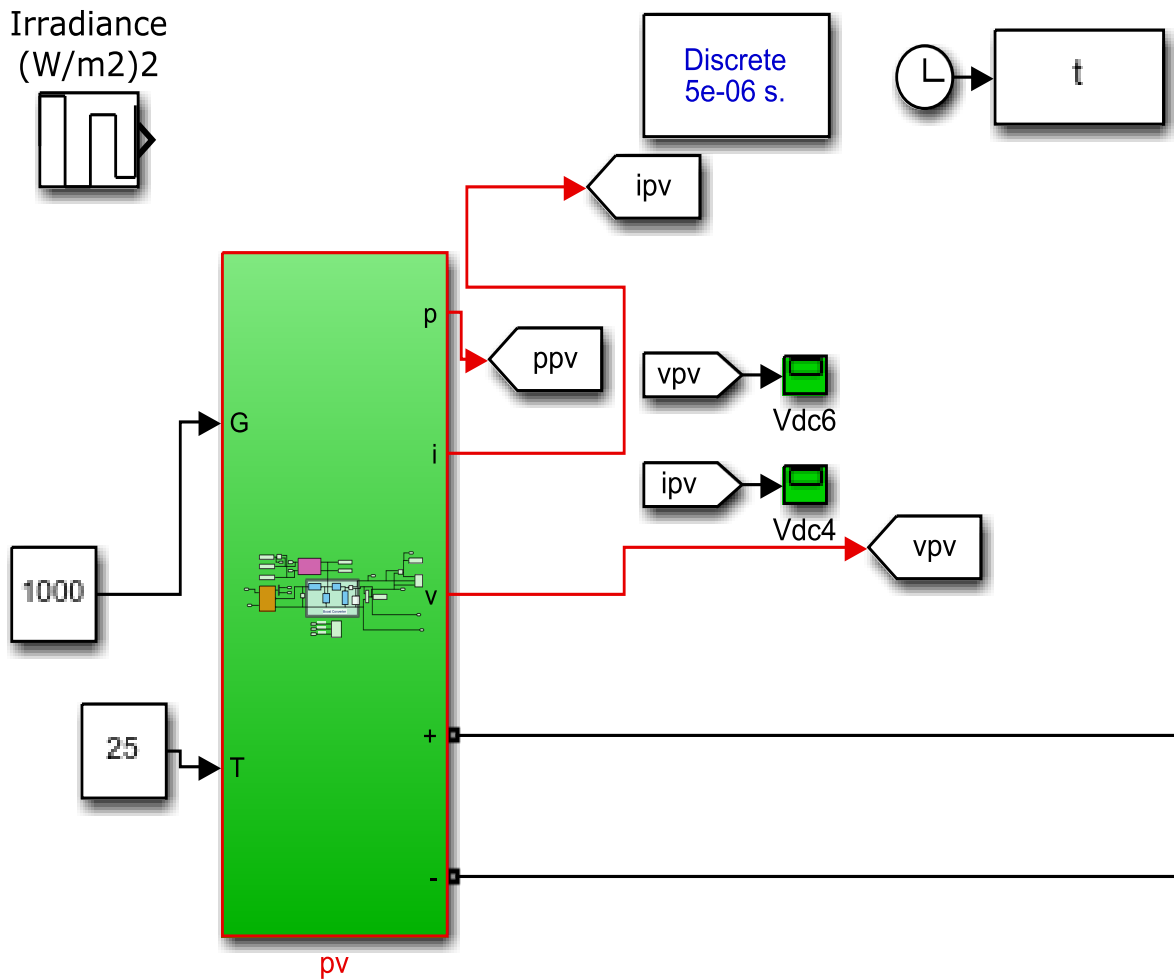 Irradiance
(W/m2)2
Discrete
5e-06 s.
t
ipv
p
ppv
G
i
vpv
Vdc6
ipv
Vdc4
vpv
1000
v
25
T
+
-
pv